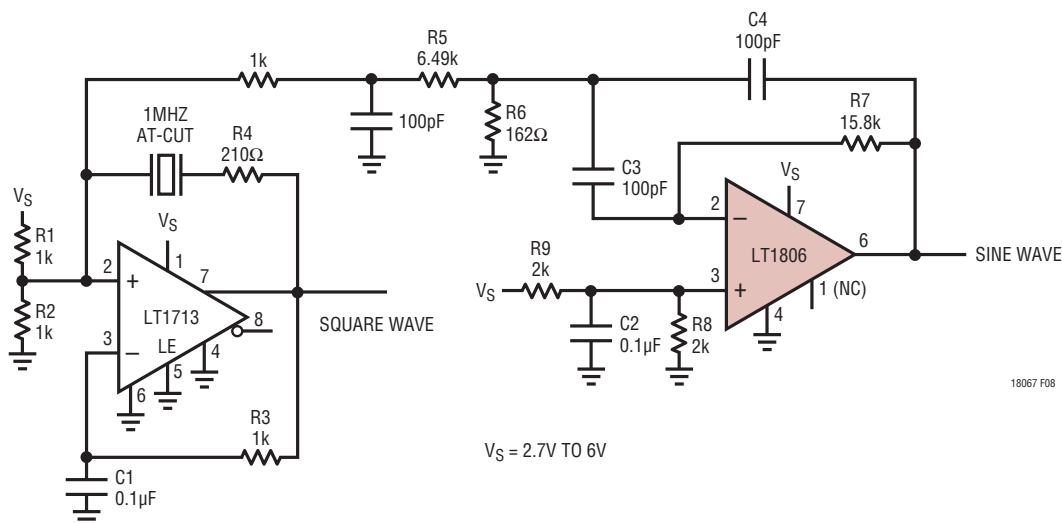 C4
100pF
1k
R5
6.49k
R7
15.8k
100pF
R6
162Ω
1MHZ
AT-CUT
R4
210Ω
C3
100pF
VS
R1
1k
R2
1k
VS
1
2
+
7
3
–
LT1713
8
LE
4
5
6
SQUARE WAVE
R3
1k
C1
0.1µF
VS
7
2
–
LT1806
6
SINE WAVE
3
+
1 (NC)
4
VS
R9
2k
C2
0.1µF
R8
2k
VS = 2.7V TO 6V
18067 F08